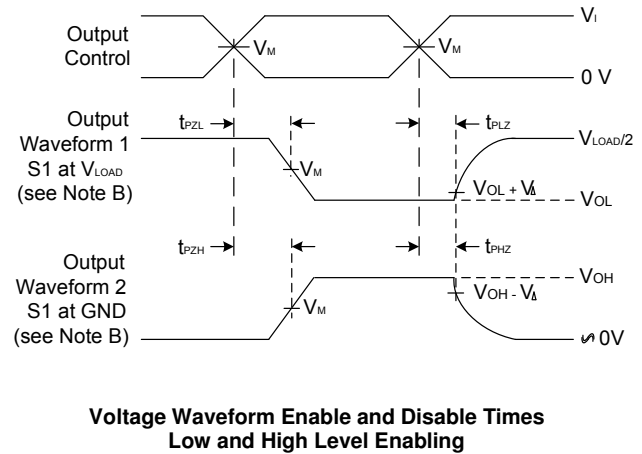 Output
Control
VM
VM
VI
0 V
Output
Waveform 1
S1 at VLOAD
(see Note B)
tPZL
VM
tPLZ
VLOAD/2
VOL + VΔ
VOL
Output
Waveform 2
S1 at GND
(see Note B)
tPZH
VM
tPHZ
VOH
VOH - VΔ
0V
Voltage Waveform Enable and Disable Times
Low and High Level Enabling